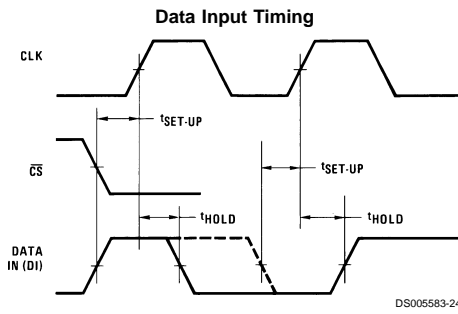 Data Input Timing
CLK
tSET-UP
CS
tSET-UP
tHOLD
tHOLD
DATA
IN (DI)
DS005583-24